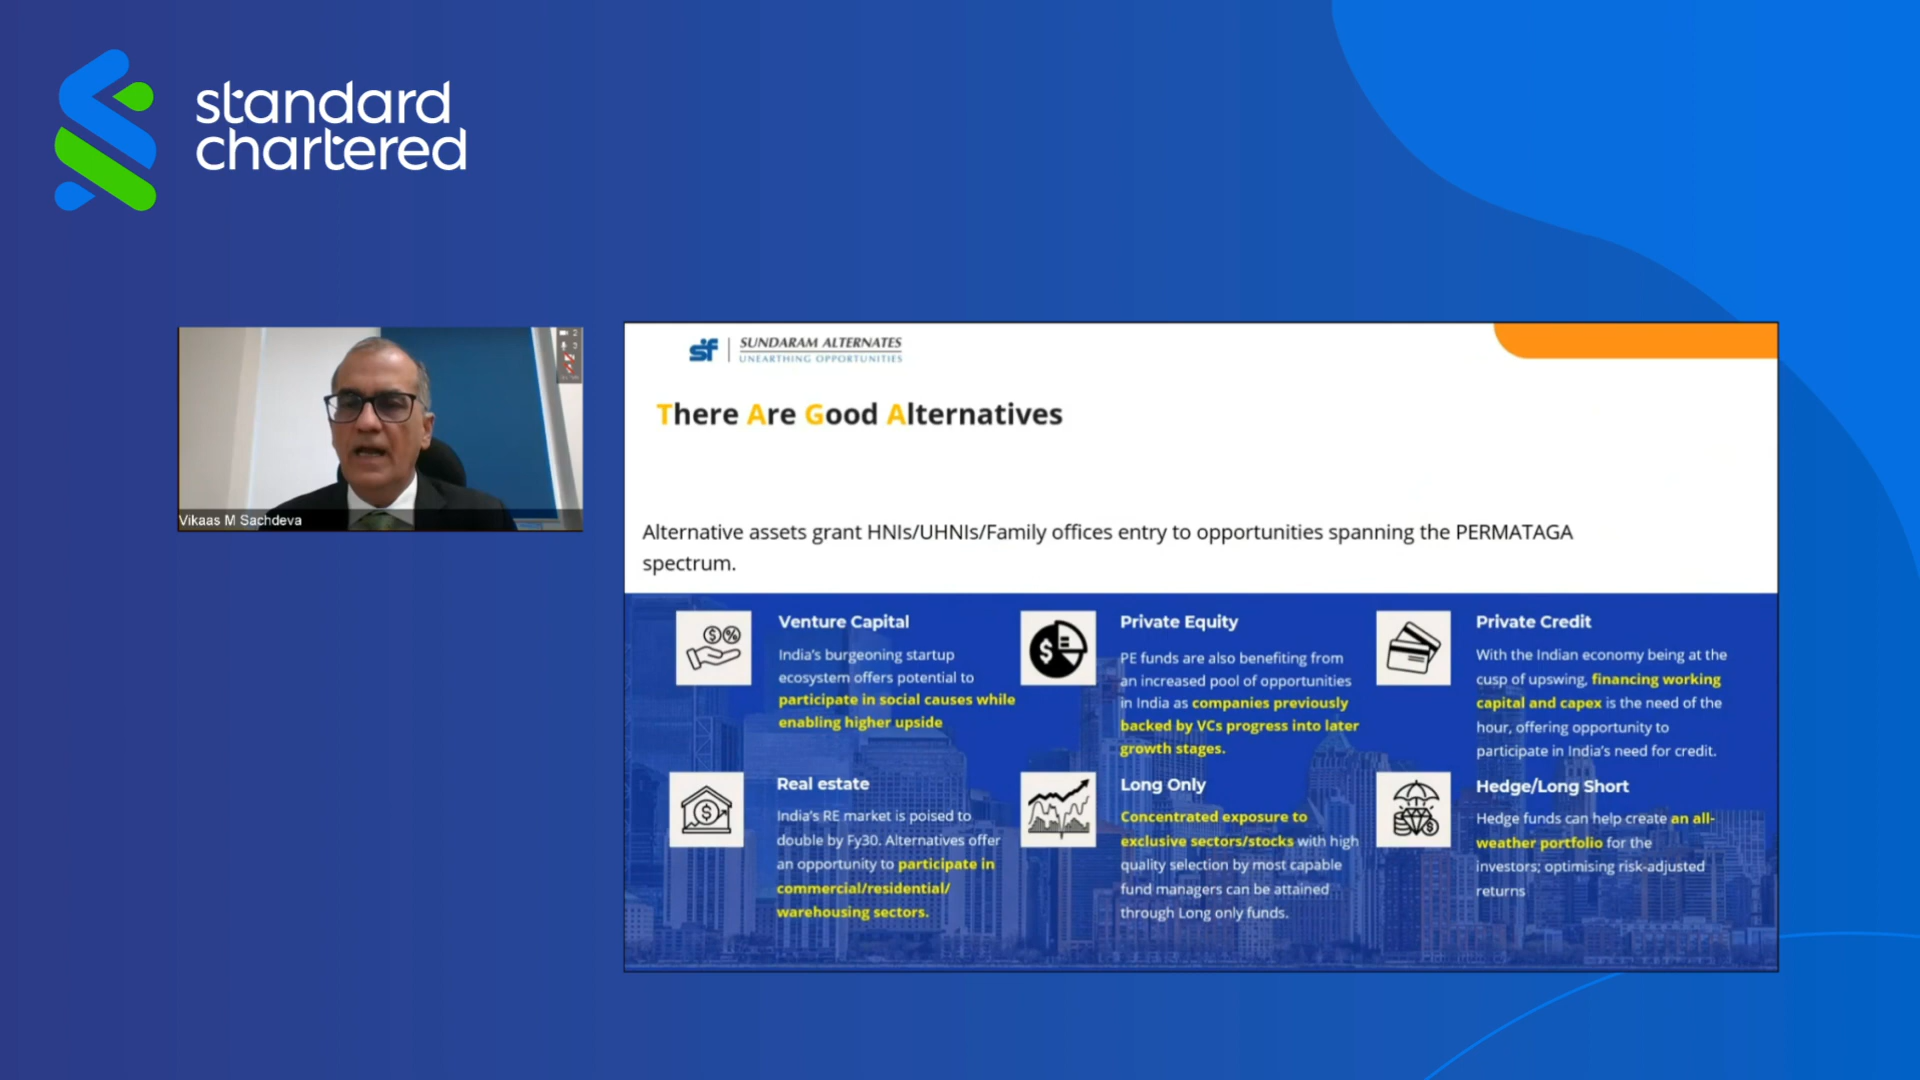 standard
chartered
Vikaas M Sachdeva
sf
SUNDARAM ALTERNATES
UNEARTHING OPPORTUNITIES
There Are Good Alternatives
Alternative assets grant HNIs/UHNIs/Family offices entry to opportunities spanning the PERMATAGA
spectrum.
Venture Capital
India's burgeoning startup
ecosystem offers potential to
participate in social causes while
enabling higher upside
Private Equity
PE funds are also benefiting from
an increased pool of opportunities
in India as companies previously
backed by VCs progress into later
growth stages.
Private Credit
With the Indian economy being at the
cusp of upswing, financing working
capital and capex is the need of the
hour, offering opportunity to
participate in India's need for credit.
Real estate
India's RE market is poised to
double by Fy30. Alternatives offer
an opportunity to participate in
commercial/residential/
warehousing sectors.
Long Only
Concentrated exposure to
exclusive sectors/stocks with high
quality selection by most capable
fund managers can be attained
through Long only funds.
Hedge/Long Short
Hedge funds can help create an all-
weather portfolio for the
investors; optimising risk-adjusted
returns